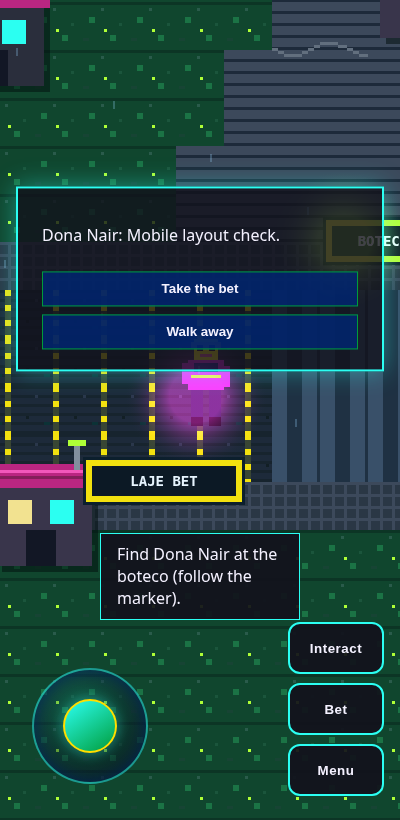 Dona Nair: Mobile layout check.
BOTEC
Take the bet
Walk away
LAJE BET
Find Dona Nair at the
boteco (follow the
marker).
Interact
Bet
Menu